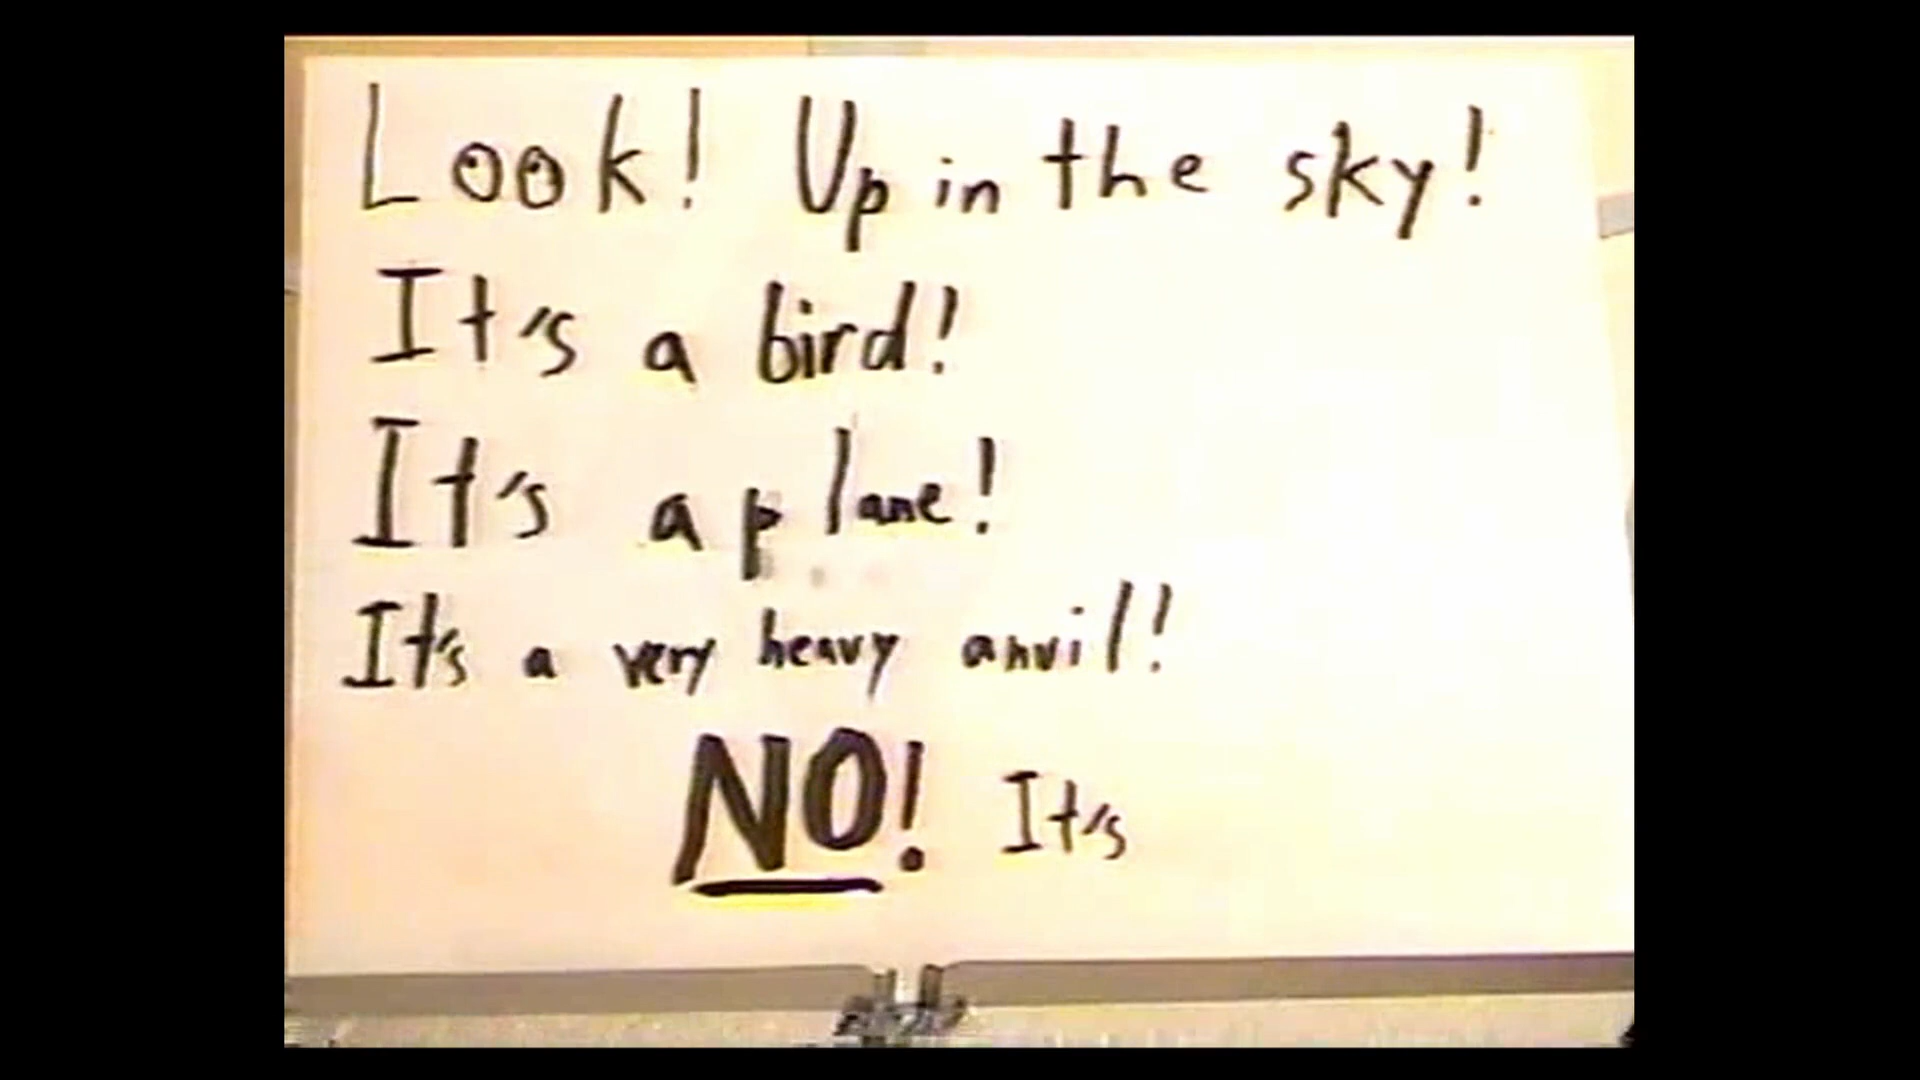 Look! Up in the sky!
It's a bird!
It's a plane!
It's a very heavy anvil!
NO! It's